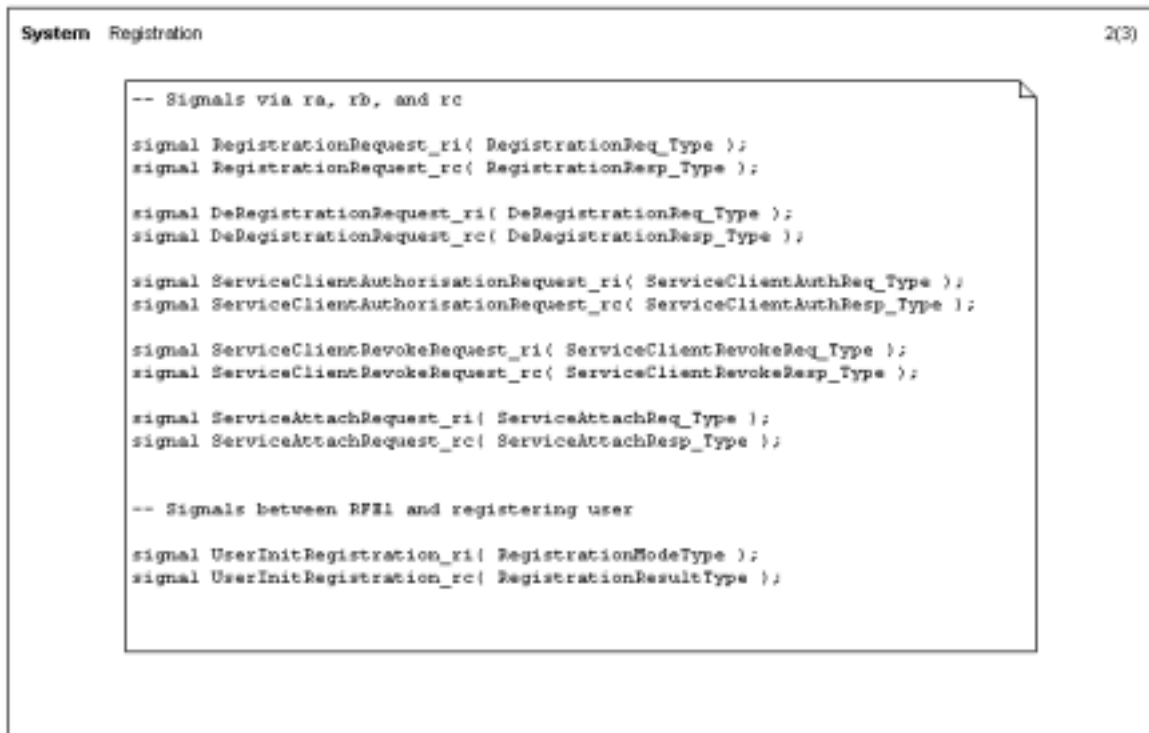 System Registration 2(3)
-- Signals via ra, rb, and rc
signal RegistrationRequest_ri( RegistrationReq_Type );
signal RegistrationRequest_rc( RegistrationResp_Type );
signal DeRegistrationRequest_ri( DeRegistrationReq_Type );
signal DeRegistrationRequest_rc( DeRegistrationResp_Type );
signal ServiceClientAuthorisationRequest_ri( ServiceClientAuthReq_Type );
signal ServiceClientAuthorisationRequest_rc( ServiceClientAuthResp_Type );
signal ServiceClientRevokeRequest_ri( ServiceClientRevokeReq_Type );
signal ServiceClientRevokeRequest_rc( ServiceClientRevokeResp_Type );
signal ServiceAttachRequest_ri( ServiceAttachReq_Type );
signal ServiceAttachRequest_rc( ServiceAttachResp_Type );
-- Signals between RFE1 and registering user
signal UserInitRegistration_ri( RegistrationModeType );
signal UserInitRegistration_rc( RegistrationResultType );